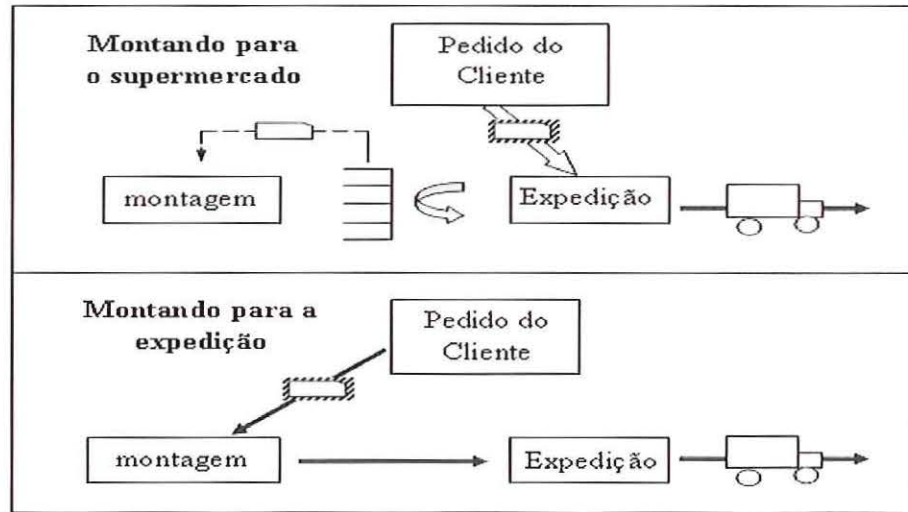 Montando para
o supermercado
Pedido do
Cliente
montagem
Expedição
Montando para a
expedição
Pedido do
Cliente
montagem
Expedição